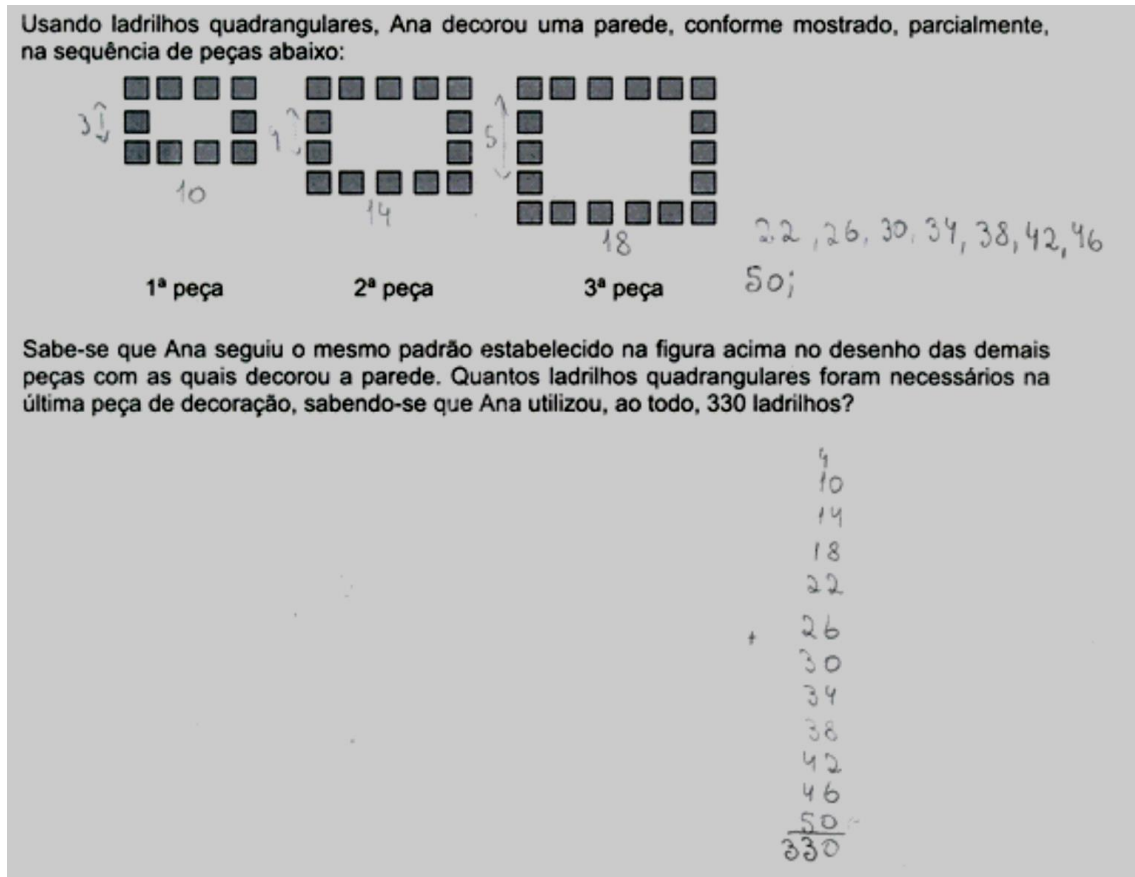 Usando ladrilhos quadrangulares, Ana decorou uma parede, conforme mostrado, parcialmente,
na sequência de peças abaixo:
3
4
5
10
14
18
22, 26, 30, 34, 38, 42, 46
50;
1ª peça 2ª peça 3ª peça
Sabe-se que Ana seguiu o mesmo padrão estabelecido na figura acima no desenho das demais
peças com as quais decorou a parede. Quantos ladrilhos quadrangulares foram necessários na
última peça de decoração, sabendo-se que Ana utilizou, ao todo, 330 ladrilhos?
4
10
14
18
22
+ 26
30
34
38
42
46
50
330